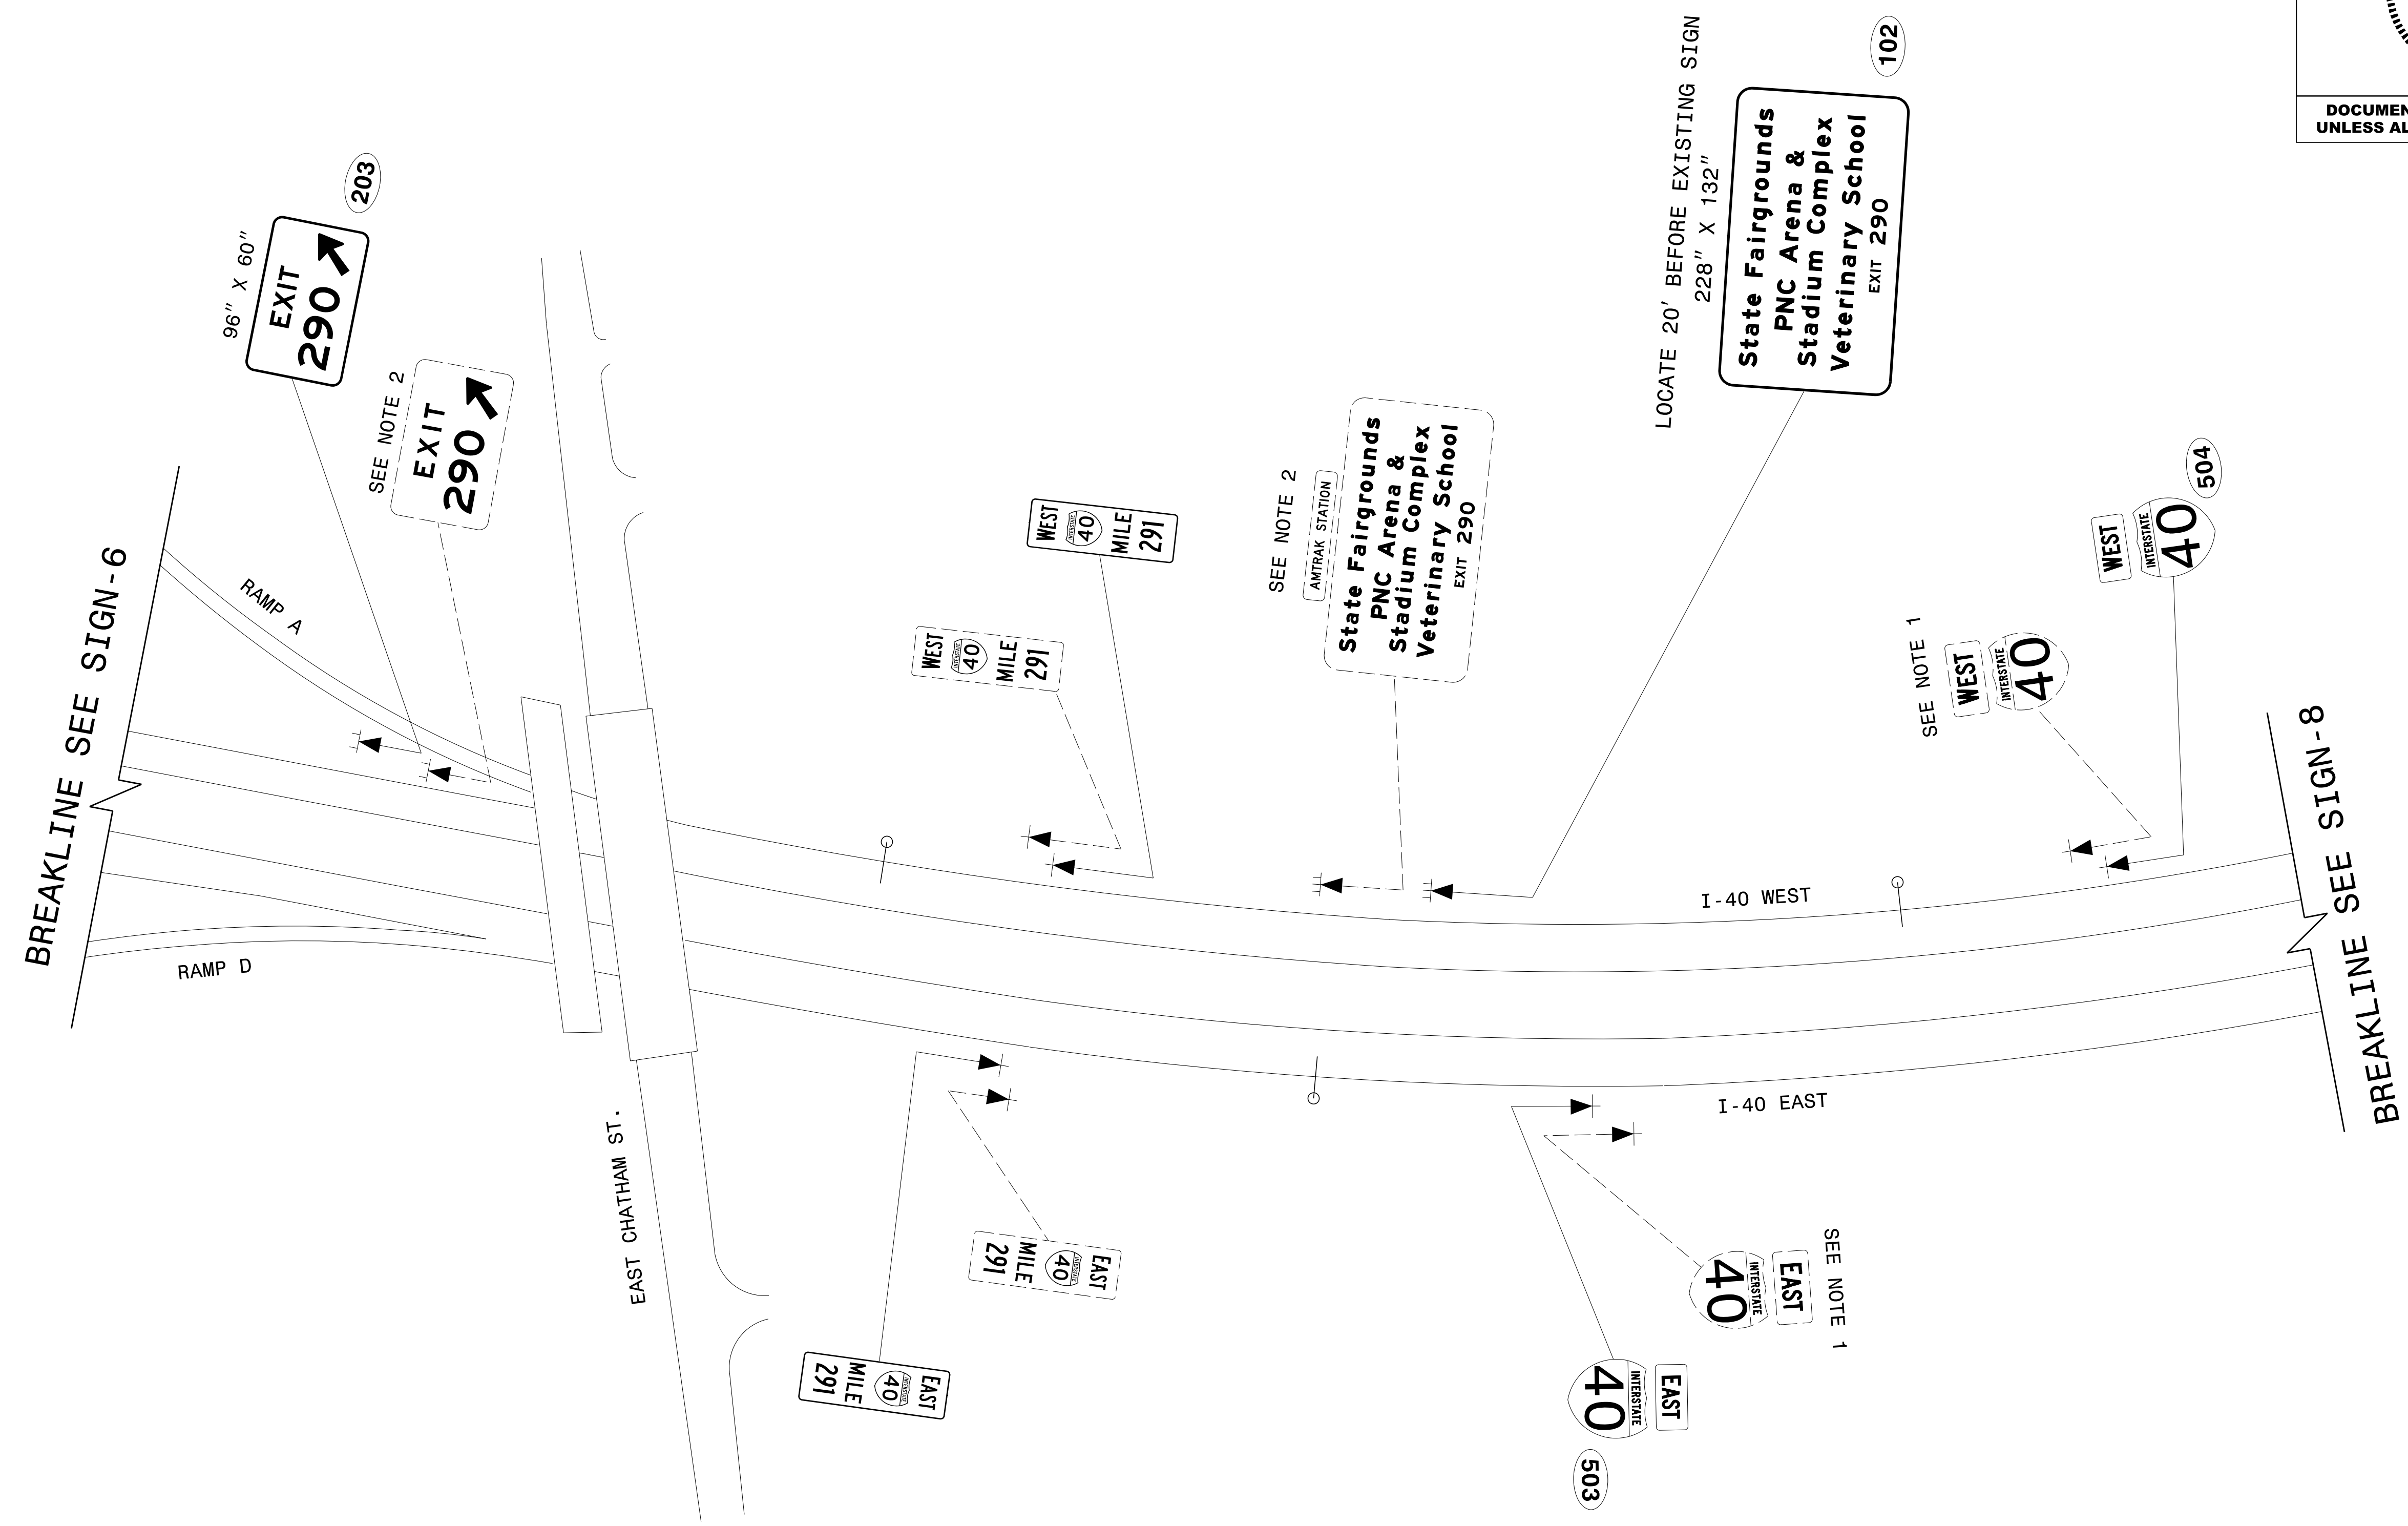 DOCUMEN
UNLESS AL
BREAKLINE SEE SIGN-6
96" X 60"
EXIT
290
203
SEE NOTE 2
EXIT
290
RAMP A
RAMP D
EAST CHATHAM ST.
WEST
INTERSTATE
40
MILE
291
WEST
INTERSTATE
40
MILE
291
SEE NOTE 2
AMTRAK STATION
State Fairgrounds
PNC Arena &
Stadium Complex
Veterinary School
EXIT 290
LOCATE 20' BEFORE EXISTING SIGN
228" X 132"
State Fairgrounds
PNC Arena &
Stadium Complex
Veterinary School
EXIT 290
102
SEE NOTE 1
WEST
INTERSTATE
40
WEST
INTERSTATE
40
504
I-40 WEST
I-40 EAST
EAST
INTERSTATE
40
MILE
291
EAST
INTERSTATE
40
MILE
291
SEE NOTE 1
EAST
INTERSTATE
40
EAST
INTERSTATE
40
503
BREAKLINE SEE SIGN-8